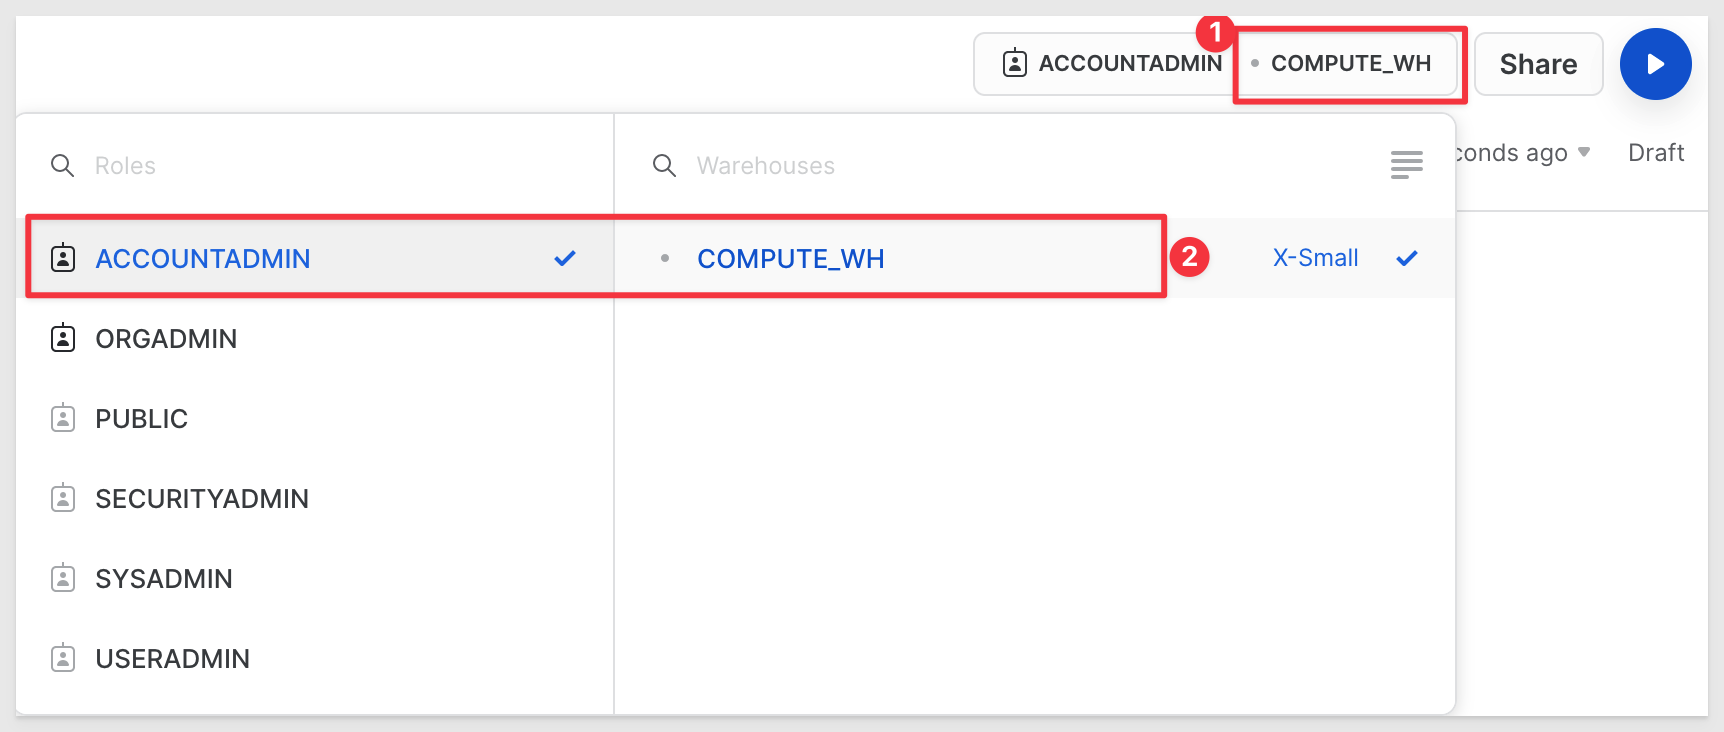 1
ACCOUNTADMIN COMPUTE_WH Share
conds ago Draft
Roles Warehouses
ACCOUNTADMIN COMPUTE_WH 2 X-Small
ORGADMIN
PUBLIC
SECURITYADMIN
SYSADMIN
USERADMIN